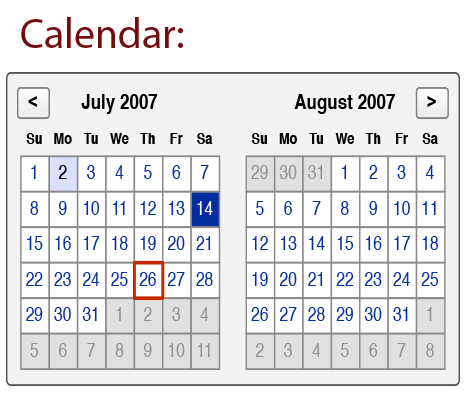 Calendar:
< July 2007
Su Mo Tu We Th Fr Sa
1 2 3 4 5 6 7
8 9 10 11 12 13 14
15 16 17 18 19 20 21
22 23 24 25 26 27 28
29 30 31 1 2 3 4
5 6 7 8 9 10 11
August 2007 >
Su Mo Tu We Th Fr Sa
29 30 31 1 2 3 4
5 6 7 8 9 10 11
12 13 14 15 16 17 18
19 20 21 22 23 24 25
26 27 28 29 30 31 1
2 3 4 5 6 7 8